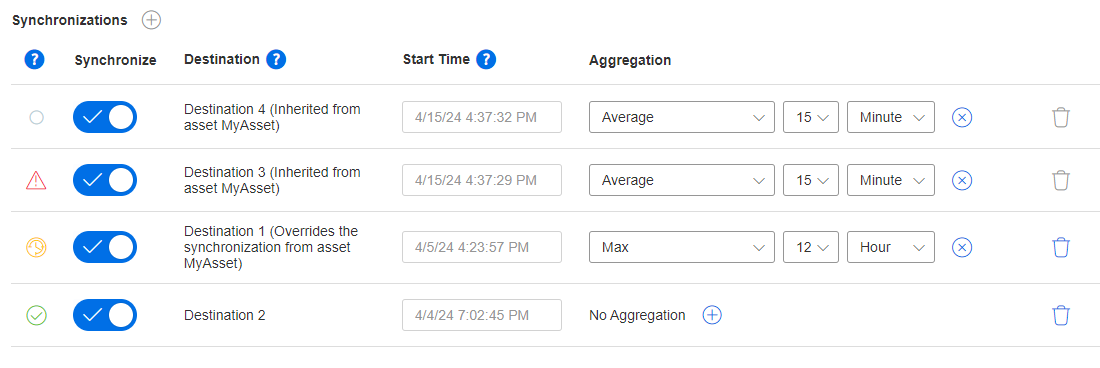 Synchronizations
? Synchronize Destination ? Start Time ? Aggregation
Destination 4 (Inherited from
asset MyAsset)
4/15/24 4:37:32 PM Average 15 Minute
Destination 3 (Inherited from
asset MyAsset)
4/15/24 4:37:29 PM Average 15 Minute
Destination 1 (Overrides the
synchronization from asset
MyAsset)
4/5/24 4:23:57 PM Max 12 Hour
Destination 2 4/4/24 7:02:45 PM No Aggregation